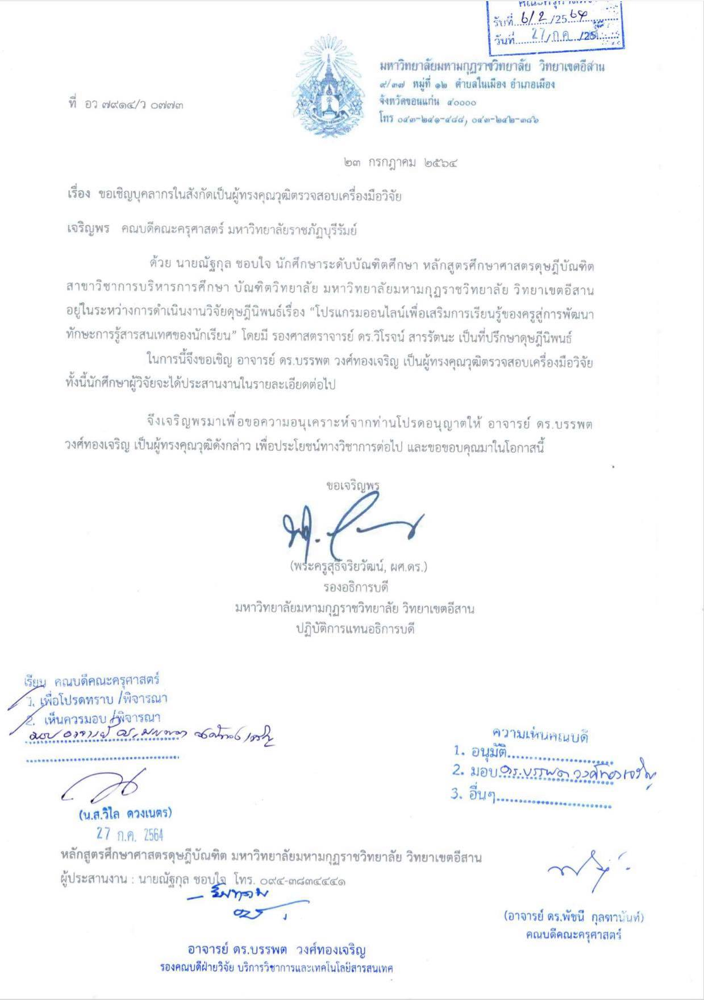 รับที่ 612 /25 64
วันที่ 27/ ก.ค. /25
มหาวิทยาลัยมหามกุฏราชวิทยาลัย วิทยาเขตอีสาน
๙/๓๗ หมู่ที่ ๑๒ ตำบลในเมือง อำเภอเมือง
จังหวัดขอนแก่น ๔๐๐๐๐
โทร ๐๔๓-๒๔๑-๔๘๘, ๐๔๓-๒๔๒-๓๘๖
ที่ อว ๗๙๑๔/ว ๐๗๗๓
๒๓ กรกฎาคม ๒๕๖๔
เรื่อง ขอเชิญบุคลากรในสังกัดเป็นผู้ทรงคุณวุฒิตรวจสอบเครื่องมือวิจัย
เจริญพร คณบดีคณะครุศาสตร์ มหาวิทยาลัยราชภัฏบุรีรัมย์
ด้วย นายณัฐกุล ชอบใจ นักศึกษาระดับบัณฑิตศึกษา หลักสูตรศึกษาศาสตรดุษฎีบัณฑิต
สาขาวิชาการบริหารการศึกษา บัณฑิตวิทยาลัย มหาวิทยาลัยมหามกุฏราชวิทยาลัย วิทยาเขตอีสาน
อยู่ในระหว่างการดำเนินงานวิจัยดุษฎีนิพนธ์เรื่อง “โปรแกรมออนไลน์เพื่อเสริมการเรียนรู้ของครูสู่การพัฒนา
ทักษะการรู้สารสนเทศของนักเรียน” โดยมี รองศาสตราจารย์ ดร.วิโรจน์ สารรัตนะ เป็นที่ปรึกษาดุษฎีนิพนธ์
ในการนี้จึงขอเชิญ อาจารย์ ดร.บรรพต วงศ์ทองเจริญ เป็นผู้ทรงคุณวุฒิตรวจสอบเครื่องมือวิจัย
ทั้งนี้นักศึกษาผู้วิจัยจะได้ประสานงานในรายละเอียดต่อไป
จึงเจริญพรมาเพื่อขอความอนุเคราะห์จากท่านโปรดอนุญาตให้ อาจารย์ ดร.บรรพต
วงศ์ทองเจริญ เป็นผู้ทรงคุณวุฒิดังกล่าว เพื่อประโยชน์ทางวิชาการต่อไป และขอขอบคุณมาในโอกาสนี้
ขอเจริญพร
(พระครูสุธีจริยวัฒน์, ผศ.ดร.)
รองอธิการบดี
มหาวิทยาลัยมหามกุฏราชวิทยาลัย วิทยาเขตอีสาน
ปฏิบัติการแทนอธิการบดี
เรียน คณบดีคณะครุศาสตร์
1. เพื่อโปรดทราบ /พิจารณา
2. เห็นควรมอบ /พิจารณา
มอบ อาจารย์ ดร.บรรพต วงศ์ทองเจริญ
(น.ส.วิไล ดวงเนตร)
27 ก.ค. 2564
ความเห็นคณบดี
1. อนุมัติ
2. มอบ ดร.บรรพต วงศ์ทองเจริญ
3. อื่นๆ
หลักสูตรศึกษาศาสตรดุษฎีบัณฑิต มหาวิทยาลัยมหามกุฏราชวิทยาลัย วิทยาเขตอีสาน
ผู้ประสานงาน : นายณัฐกุล ชอบใจ โทร. ๐๙๔-๓๘๓๔๔๔๑
อาจารย์ ดร.บรรพต วงศ์ทองเจริญ
รองคณบดีฝ่ายวิจัย บริการวิชาการและเทคโนโลยีสารสนเทศ
(อาจารย์ ดร.พัชนี กุลฑานันท์)
คณบดีคณะครุศาสตร์